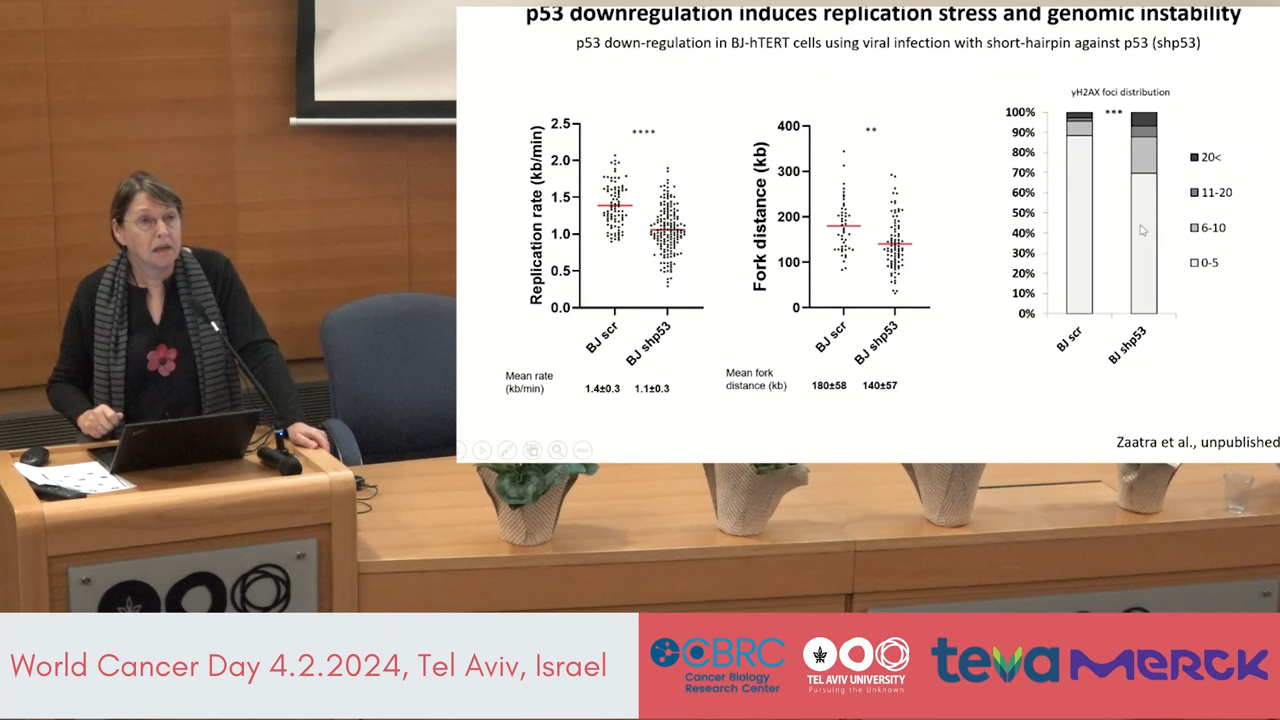 p53 downregulation induces replication stress and genomic instability
p53 down-regulation in BJ-hTERT cells using viral infection with short-hairpin against p53 (shp53)
Replication rate (kb/min)
2.5
2.0
1.5
1.0
0.5
0.0
****
BJ scr
BJ shp53
Mean rate
(kb/min)
1.4±0.3 1.1±0.3
Fork distance (kb)
400
300
200
100
0
**
BJ scr
BJ shp53
Mean fork
distance (kb)
180±58 140±57
γH2AX foci distribution
100%
90%
80%
70%
60%
50%
40%
30%
20%
10%
0%
***
BJ scr
BJ shp53
20<
11-20
6-10
0-5
Zaatra et al., unpublished
World Cancer Day 4.2.2024, Tel Aviv, Israel
CBRC
Cancer Biology
Research Center
TEL AVIV UNIVERSITY
Pursuing the Unknown
teva
MERCK